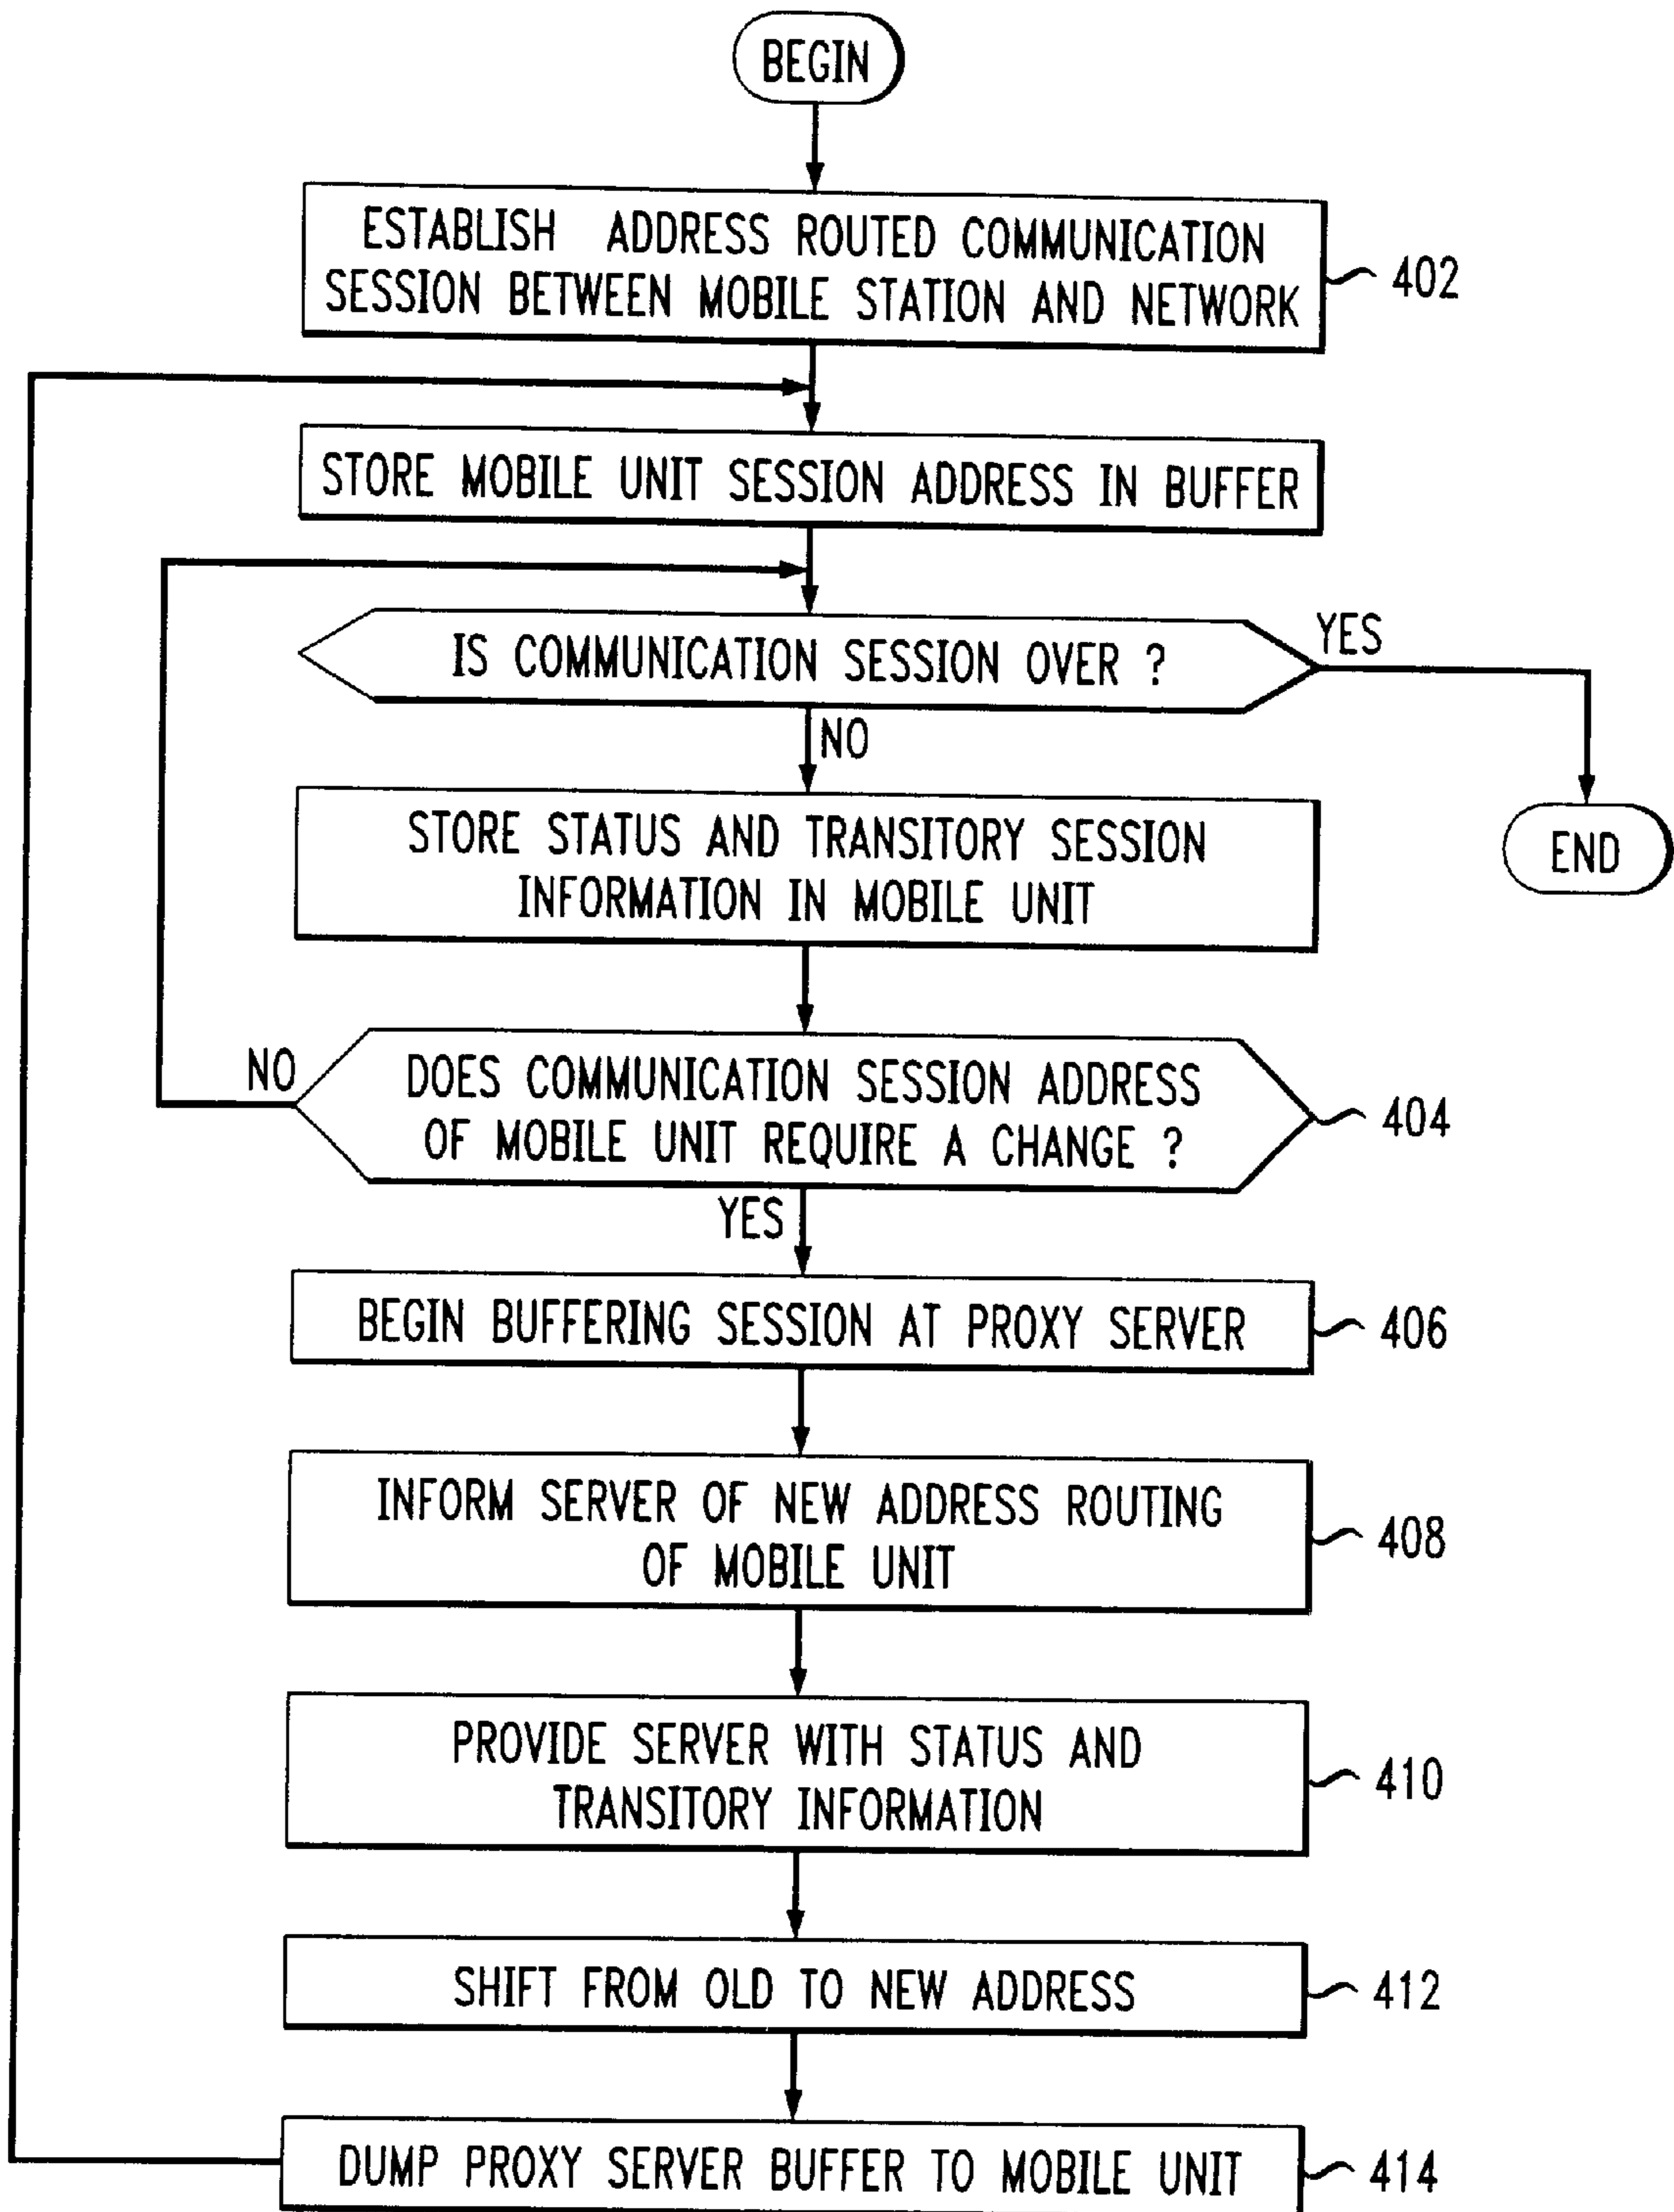 BEGIN
ESTABLISH ADDRESS ROUTED COMMUNICATION
SESSION BETWEEN MOBILE STATION AND NETWORK
402
STORE MOBILE UNIT SESSION ADDRESS IN BUFFER
IS COMMUNICATION SESSION OVER ?
YES
NO
STORE STATUS AND TRANSITORY SESSION
INFORMATION IN MOBILE UNIT
END
NO
DOES COMMUNICATION SESSION ADDRESS
OF MOBILE UNIT REQUIRE A CHANGE ?
404
YES
BEGIN BUFFERING SESSION AT PROXY SERVER
406
INFORM SERVER OF NEW ADDRESS ROUTING
OF MOBILE UNIT
408
PROVIDE SERVER WITH STATUS AND
TRANSITORY INFORMATION
410
SHIFT FROM OLD TO NEW ADDRESS
412
DUMP PROXY SERVER BUFFER TO MOBILE UNIT
414